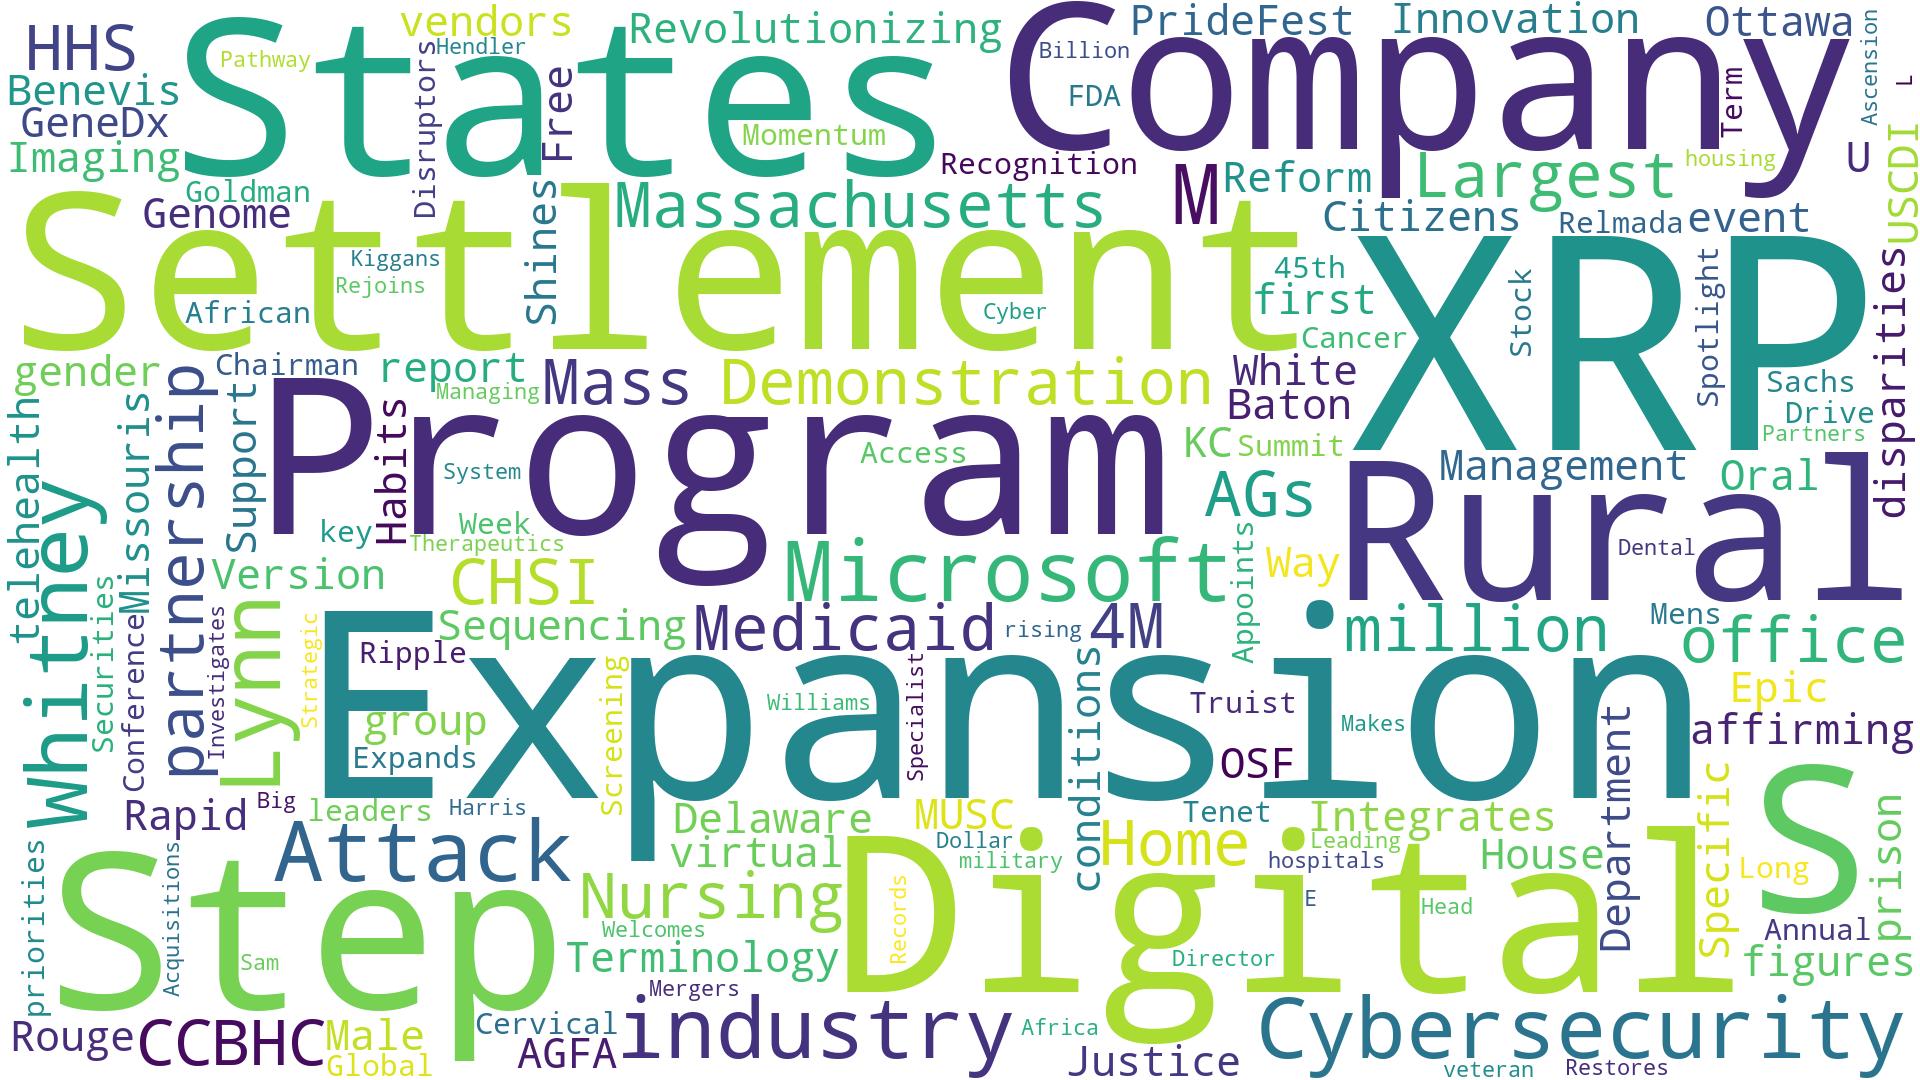 HHS
States
vendors
Hendler
Revolutionizing
Company
PrideFest
Innovation
Ottawa
Pathway
Billion
Ascension
L
Benevis
GeneDx
Imaging
Disruptors
Free
Momentum
FDA
Term
Recognition
Goldman
Genome
Shines
Massachusetts
M
Reform
Largest
housing
U
USCDI
Settlement
Kiggans
Rejoins
African
Cyber
Citizens
Relmada
event
45th
first
Cancer
XRP
Stock
Spotlight
disparities
gender
Chairman
report
Managing
Mass
Demonstration
White
Baton
Sachs
Drive
Partners
telehealth
Whitney
Missouris
partnership
Support
Program
Habits
System
Access
KC
Summit
Management
Oral
key
Week
Therapeutics
AGs
Rural
Dental
Version
CHSI
Microsoft
Appoints
Way
Securities
Conference
Investigates
Lynn
Strategic
Expansion
Ripple
Sequencing
Medicaid
rising
4M
million
Mens
office
group
Expands
Screening
Williams
Specialist
conditions
Truist
Makes
Epic
affirming
OSF
Department
Specific
S
prison
Rapid
Big
leaders
Harris
Delaware
MUSC
Tenet
Integrates
priorities
Acquisitions
Attack
virtual
Dollar
military
Home
hospitals
Leading
House
Long
Step
Sam
Nursing
Records
Digital
E
Head
Welcomes
Terminology
Director
Annual
figures
Mergers
Rouge
CCBHC
Male
Global
Cervical
AGFA
industry
Africa
Justice
Cybersecurity
veteran
Restores